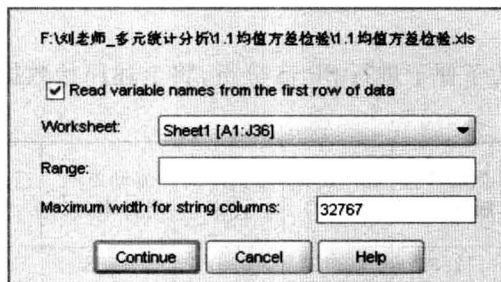 F:\刘老师_多元统计分析\1.1均值方差检验\1.1均值方差检验.xls
Read variable names from the first row of data
Worksheet: Sheet1 [A1:J36]
Range:
Maximum width for string columns: 32767
Continue Cancel Help